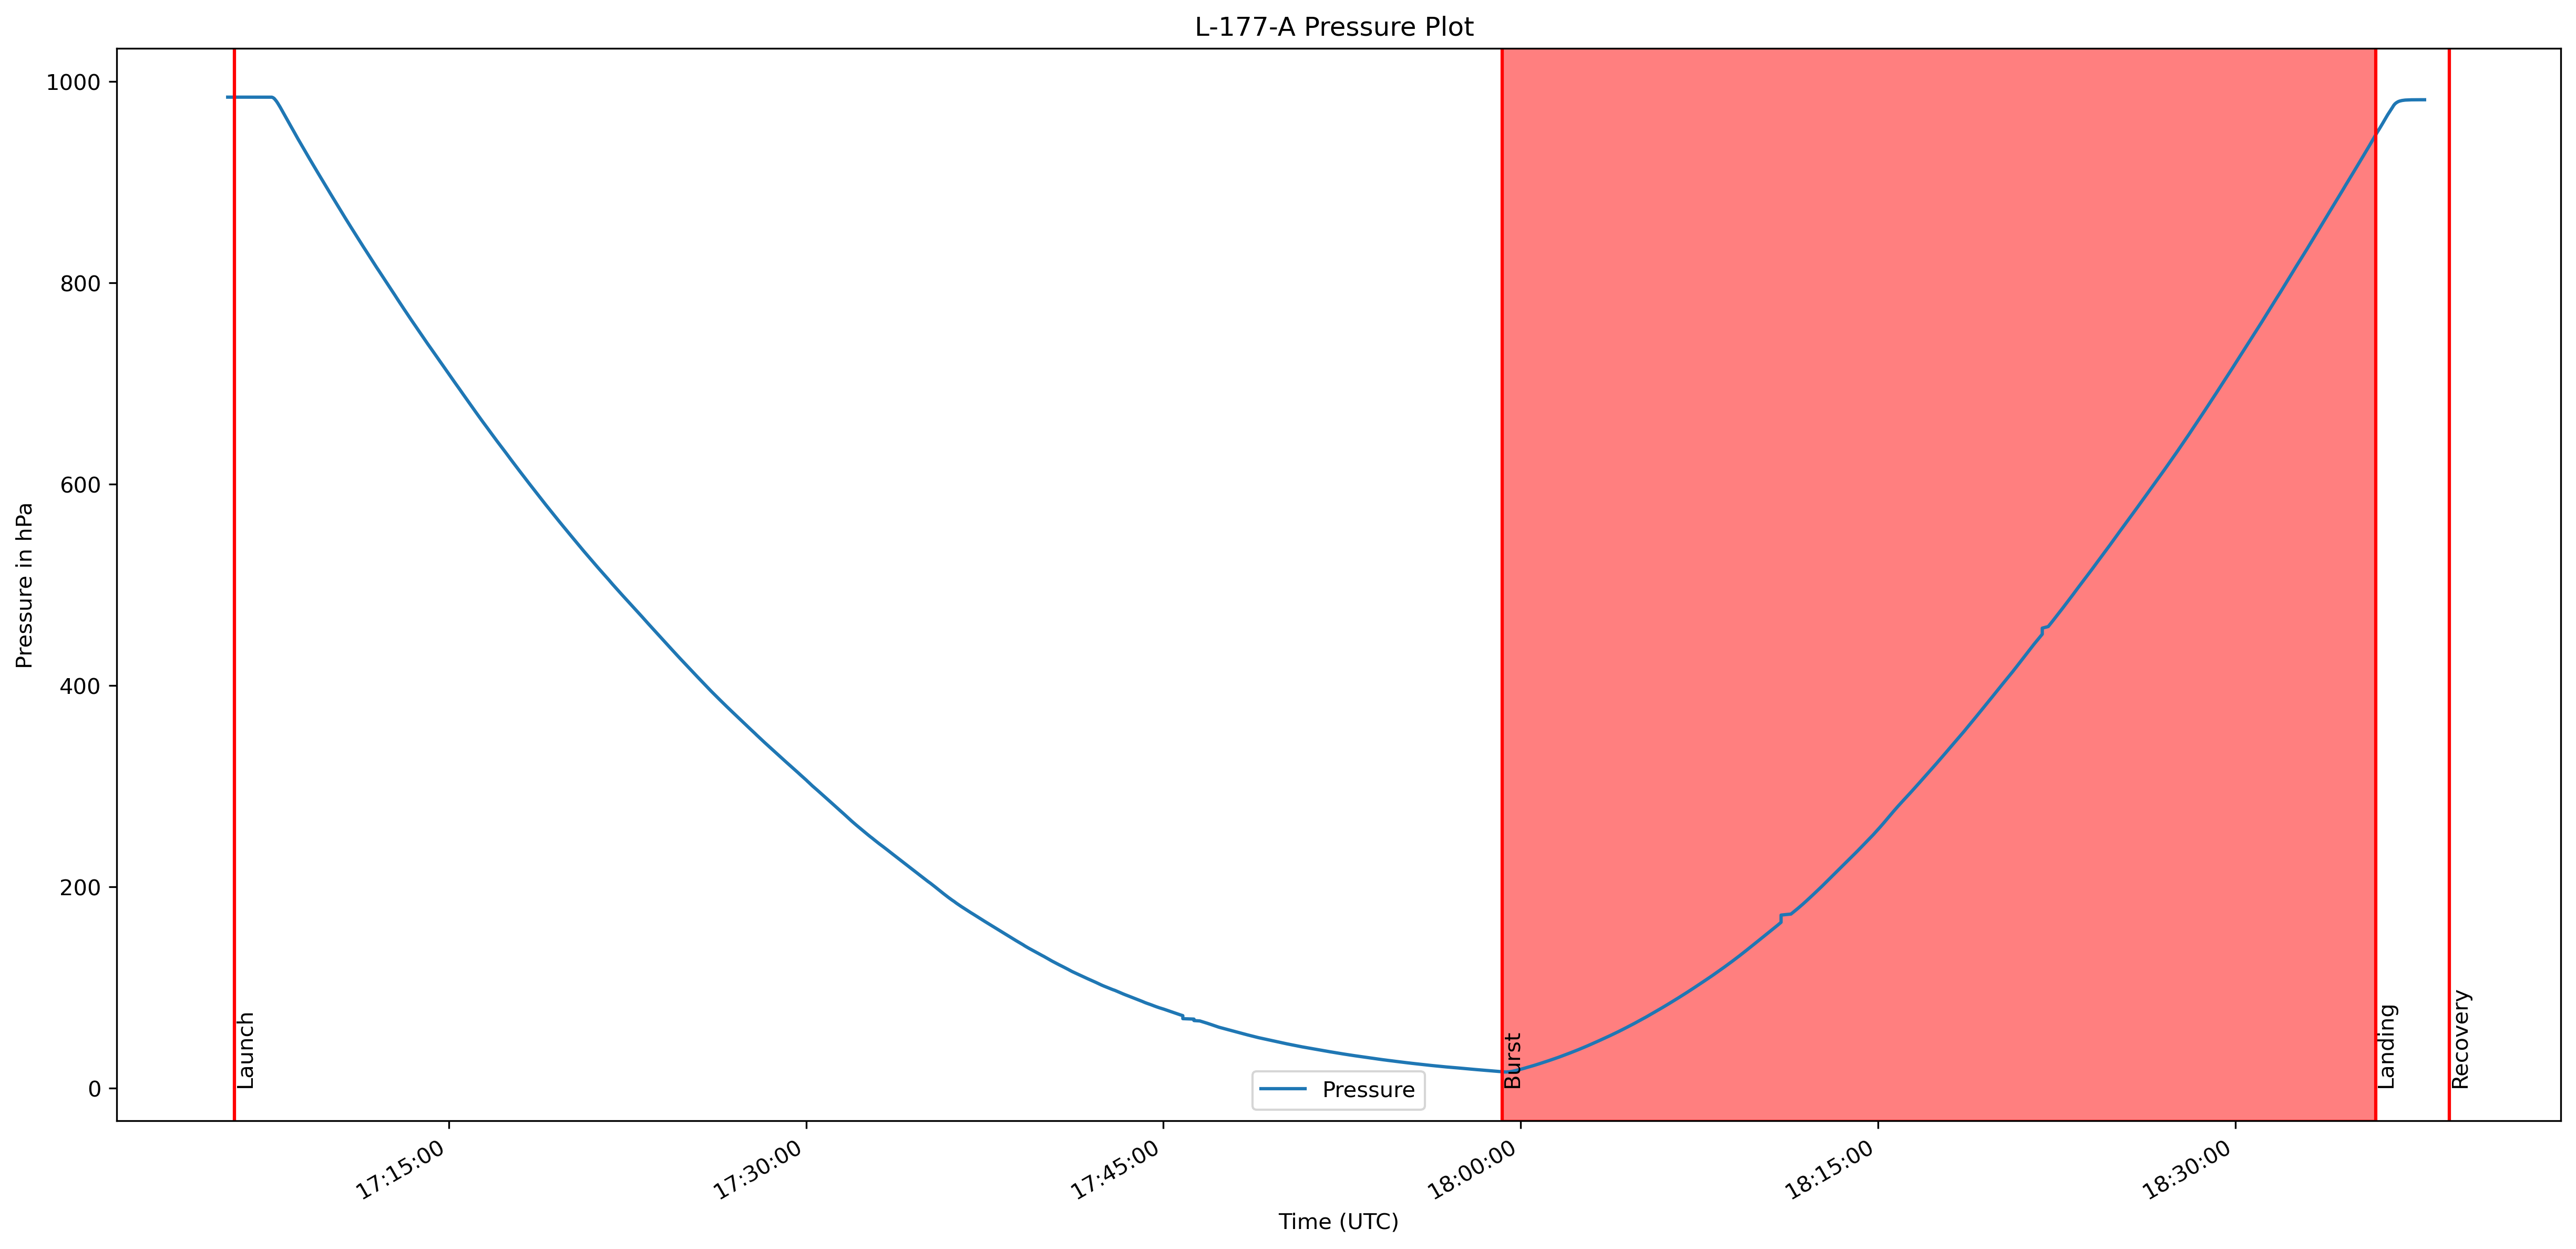 L-177-A Pressure Plot
1000
800
600
400
200
0
Pressure in hPa
Launch
Burst
Landing
Recovery
Pressure
17:15:00
17:30:00
17:45:00
18:00:00
18:15:00
18:30:00
Time (UTC)